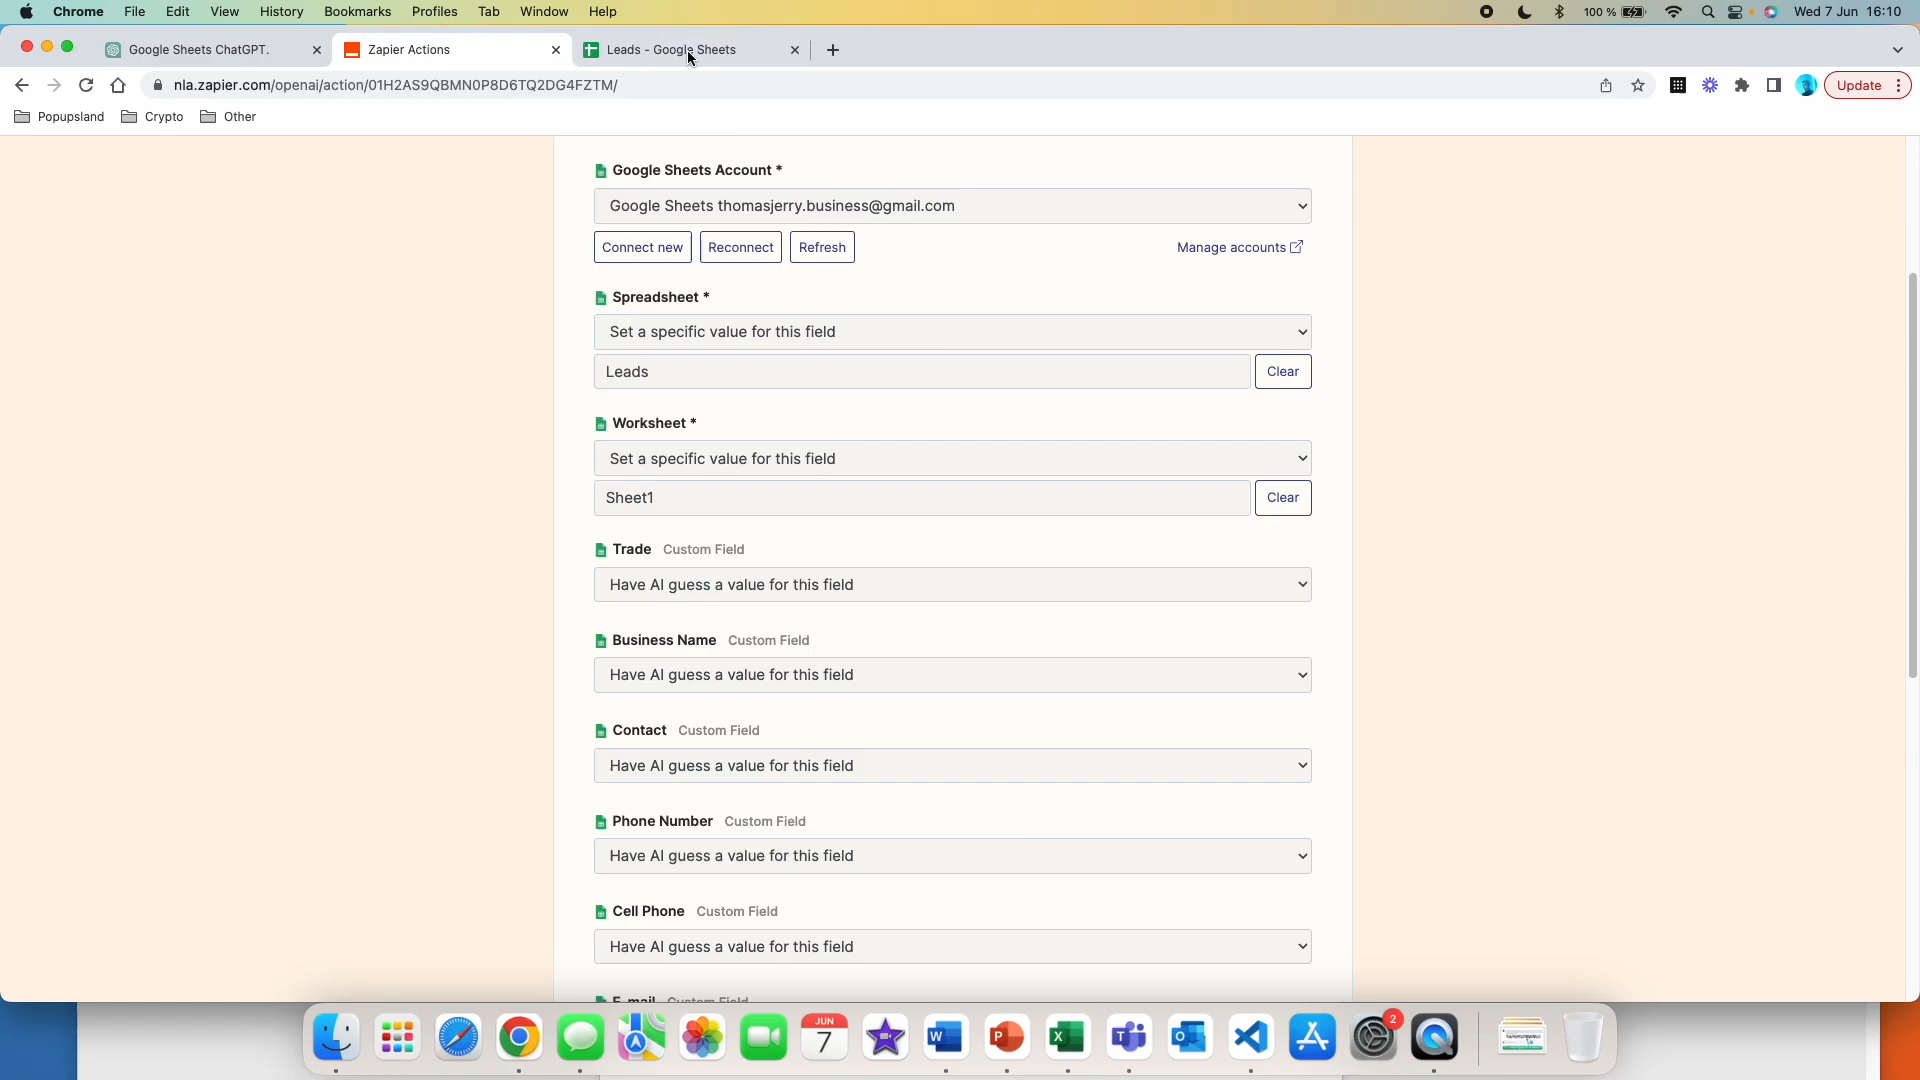 Chrome File Edit View History Bookmarks Profiles Tab Window Help 100 % Wed 7 Jun 16:10
Google Sheets ChatGPT. Zapier Actions Leads - Google Sheets
nla.zapier.com/openai/action/01H2AS9QBMN0P8D6TQ2DG4FZTM/ Update
Popupsland Crypto Other
Google Sheets Account *
Google Sheets thomasjerry.business@gmail.com
Connect new Reconnect Refresh Manage accounts
Spreadsheet *
Set a specific value for this field
Leads Clear
Worksheet *
Set a specific value for this field
Sheet1 Clear
Trade Custom Field
Have AI guess a value for this field
Business Name Custom Field
Have AI guess a value for this field
Contact Custom Field
Have AI guess a value for this field
Phone Number Custom Field
Have AI guess a value for this field
Cell Phone Custom Field
Have AI guess a value for this field
E-mail Custom Field
JUN
7
2